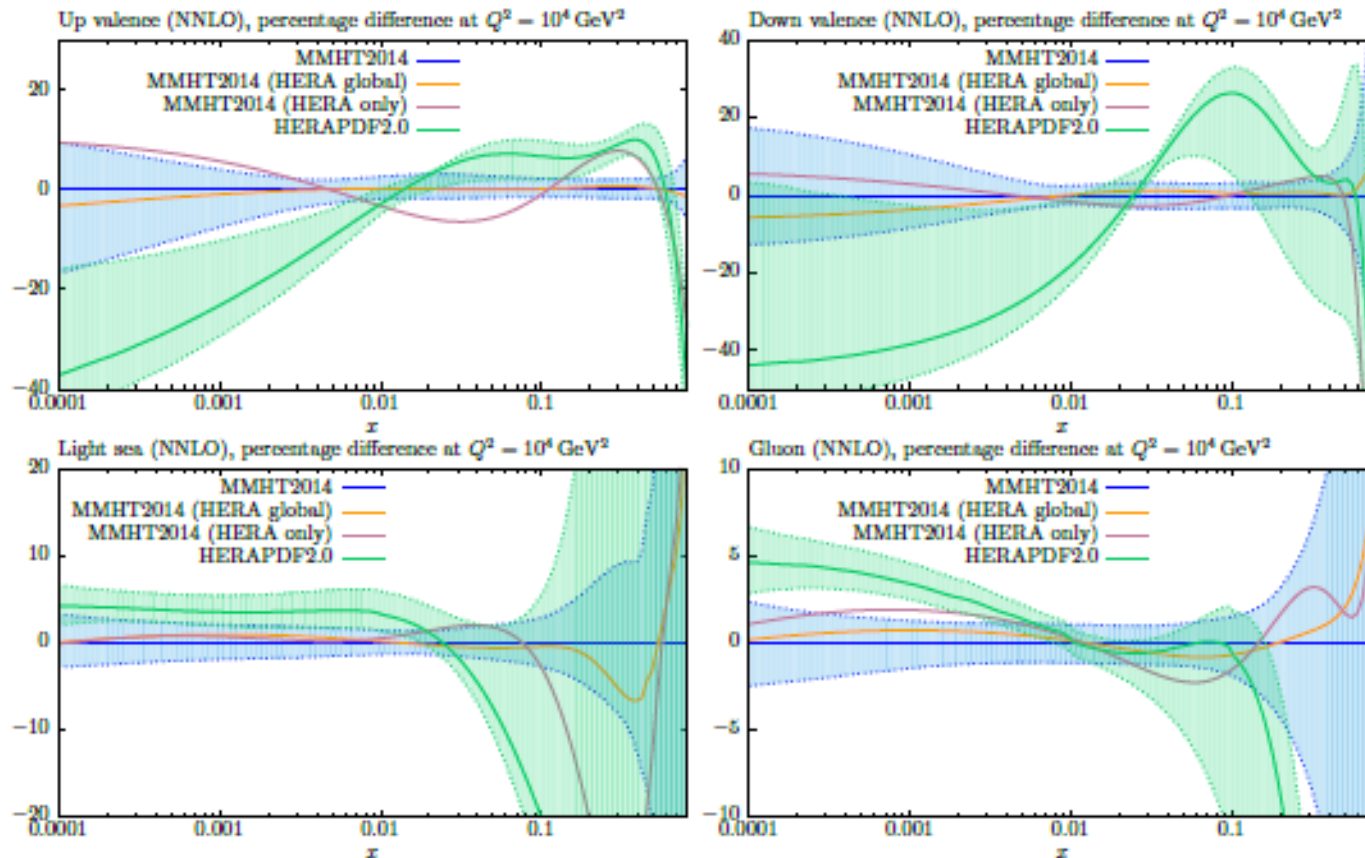 Up valence (NNLO), percentage difference at Q² = 10⁴ GeV²
MMHT2014
MMHT2014 (HERA global)
MMHT2014 (HERA only)
HERAPDF2.0
20
0
−20
−40
0.0001 0.001 0.01 0.1
x
Down valence (NNLO), percentage difference at Q² = 10⁴ GeV²
MMHT2014
MMHT2014 (HERA global)
MMHT2014 (HERA only)
HERAPDF2.0
40
20
0
−20
−40
0.0001 0.001 0.01 0.1
x
Light sea (NNLO), percentage difference at Q² = 10⁴ GeV²
MMHT2014
MMHT2014 (HERA global)
MMHT2014 (HERA only)
HERAPDF2.0
20
10
0
−10
−20
0.0001 0.001 0.01 0.1
x
Gluon (NNLO), percentage difference at Q² = 10⁴ GeV²
MMHT2014
MMHT2014 (HERA global)
MMHT2014 (HERA only)
HERAPDF2.0
10
5
0
−5
−10
0.0001 0.001 0.01 0.1
x